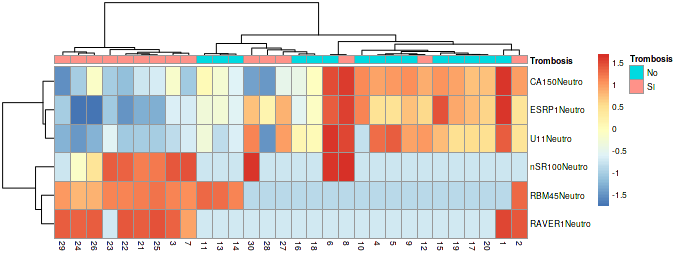 Trombosis
CA150Neutro
ESRP1Neutro
U11Neutro
nSR100Neutro
RBM45Neutro
RAVER1Neutro
29 24 26 23 22 21 25 3 7 11 13 14 30 28 27 16 18 6 8 10 4 5 9 12 15 19 17 20 1 2
1.5
1
0.5
0
-0.5
-1
-1.5
Trombosis
No
Si